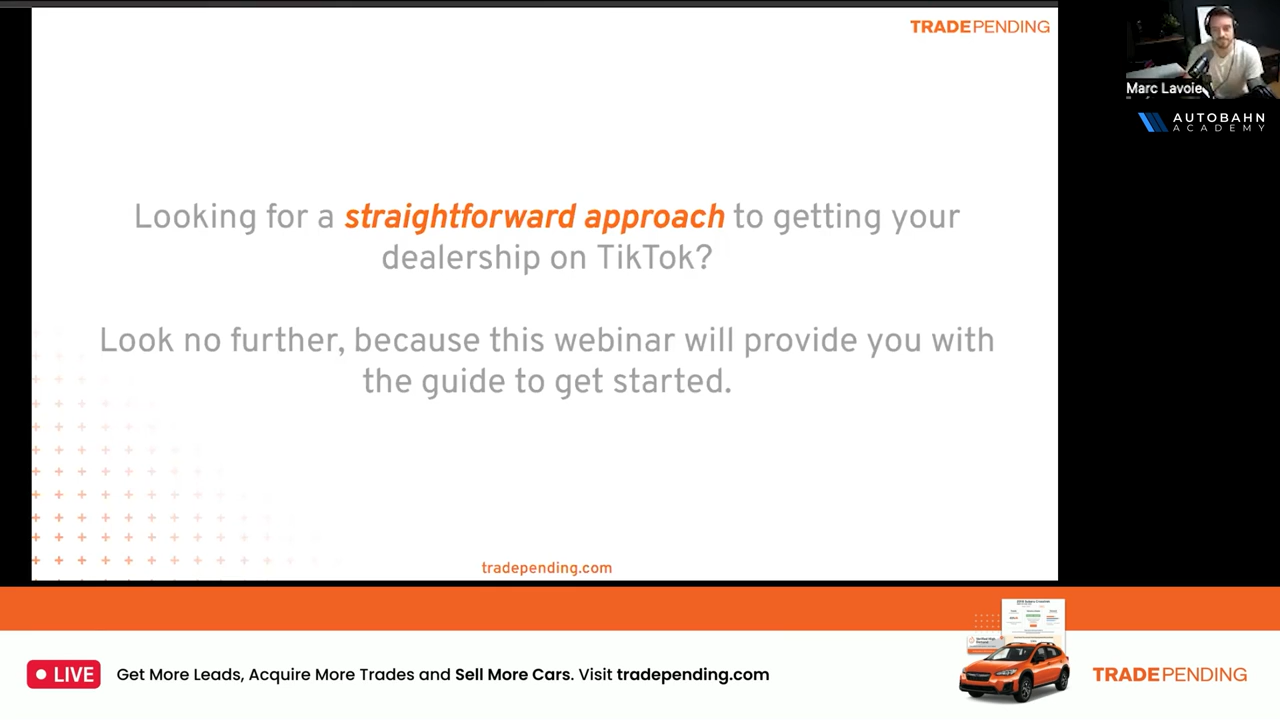 TRADEPENDING
Marc Lavoie
AUTOBAHN
ACADEMY
Looking for a straightforward approach to getting your
dealership on TikTok?
Look no further, because this webinar will provide you with
the guide to get started.
tradepending.com
LIVE
Get More Leads, Acquire More Trades and Sell More Cars. Visit tradepending.com
TRADEPENDING